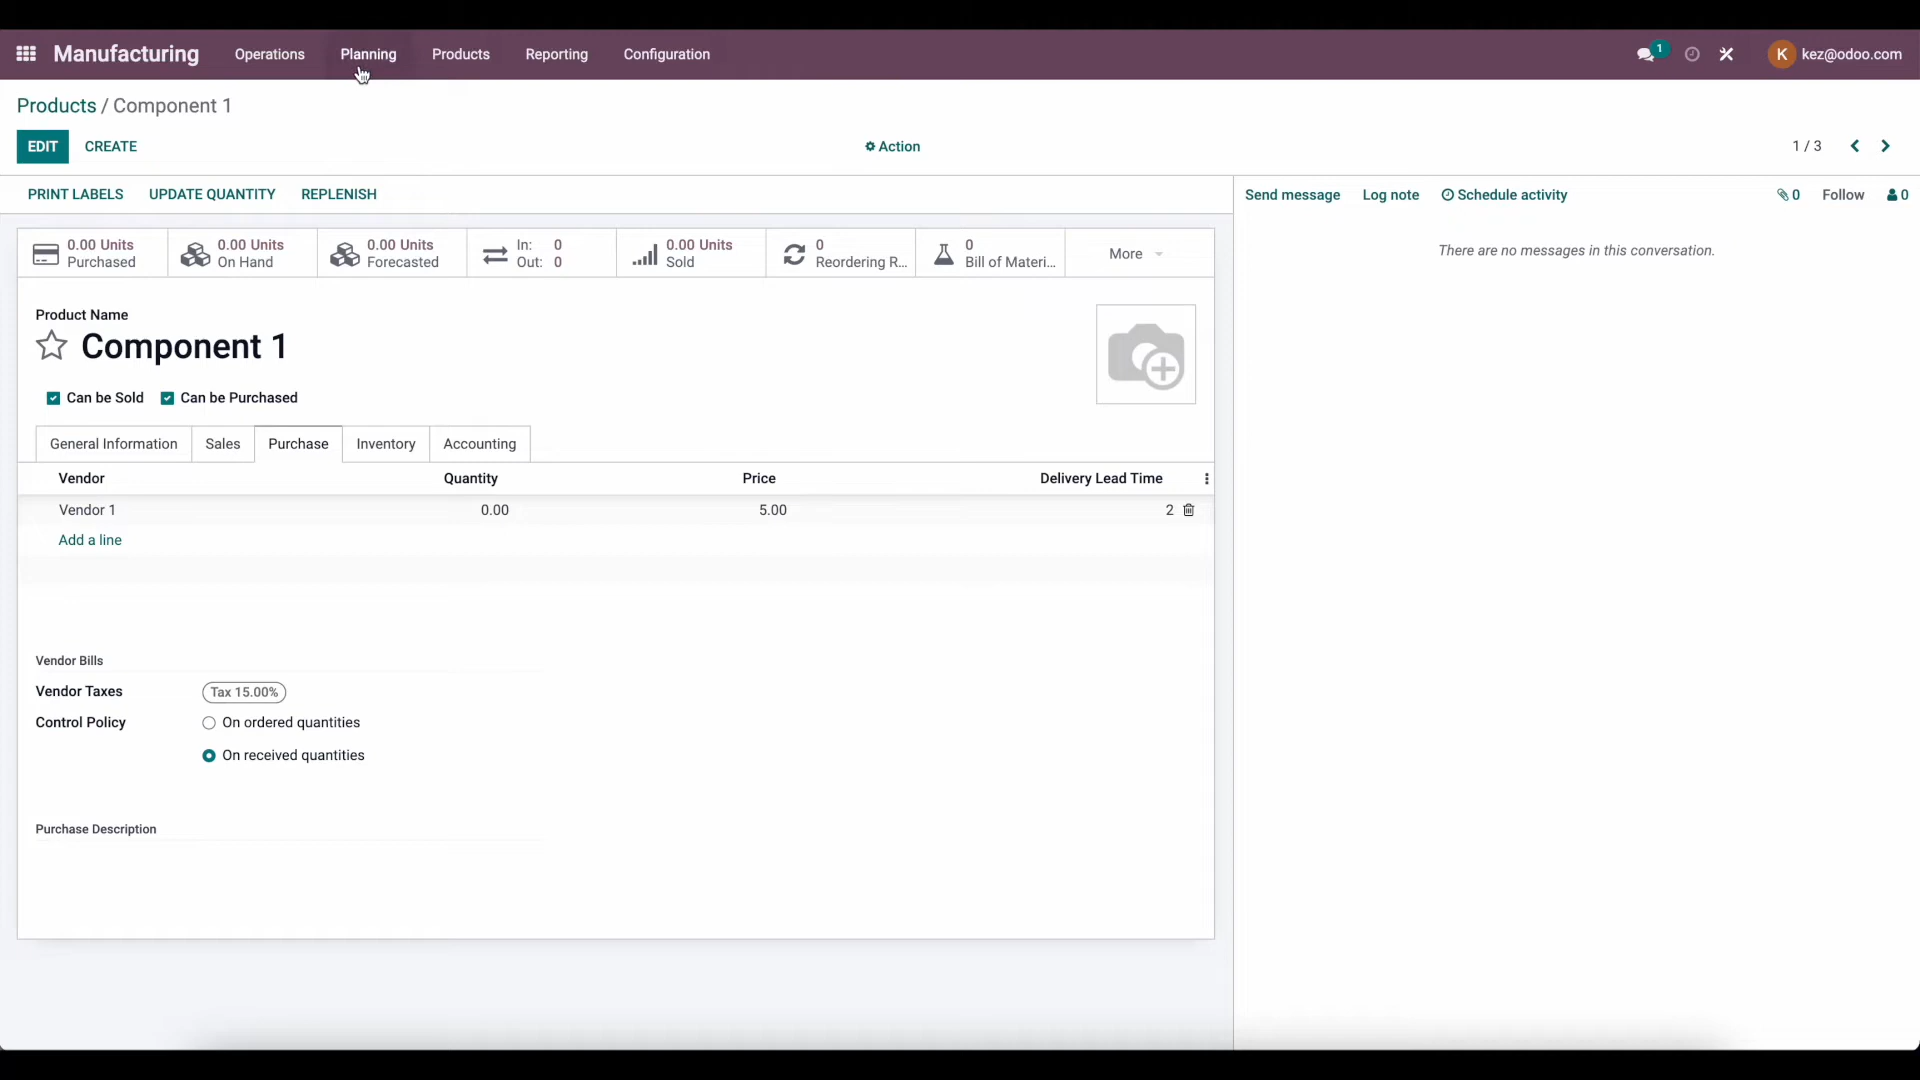 Manufacturing Operations Planning Products Reporting Configuration 1 K kez@odoo.com
Products / Component 1
EDIT CREATE Action 1 / 3
PRINT LABELS UPDATE QUANTITY REPLENISH Send message Log note Schedule activity 0 Follow 0
0.00 Units 0.00 Units 0.00 Units In: 0 0.00 Units 0 0 More
Purchased On Hand Forecasted Out: 0 Sold Reordering R... Bill of Materi...
There are no messages in this conversation.
Product Name
Component 1
Can be Sold Can be Purchased
General Information Sales Purchase Inventory Accounting
Vendor Quantity Price Delivery Lead Time
Vendor 1 0.00 5.00 2
Add a line
Vendor Bills
Vendor Taxes Tax 15.00%
Control Policy On ordered quantities
On received quantities
Purchase Description